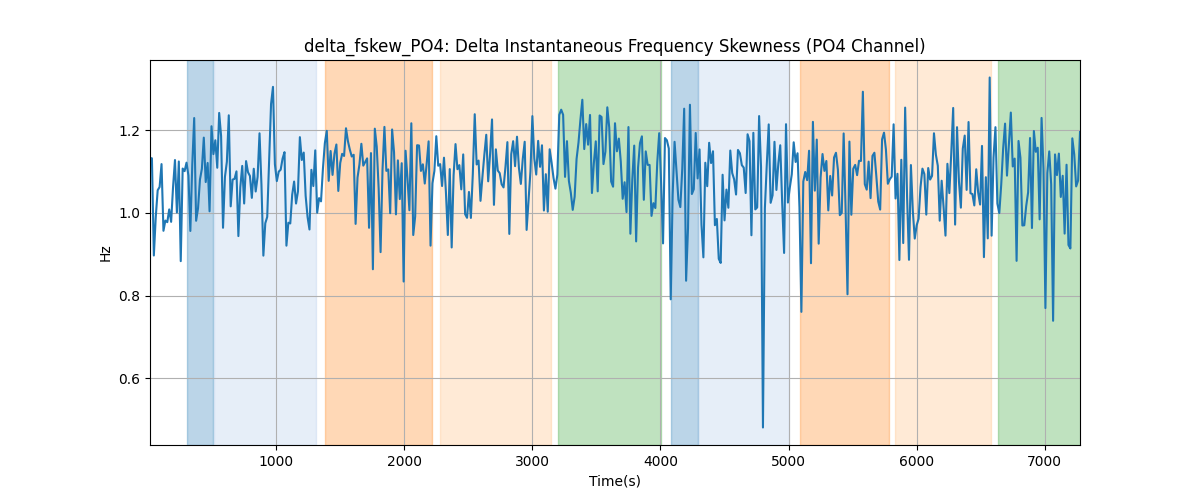 delta_fskew_PO4: Delta Instantaneous Frequency Skewness (PO4 Channel)
Hz
1.2
1.0
0.8
0.6
1000 2000 3000 4000 5000 6000 7000
Time(s)